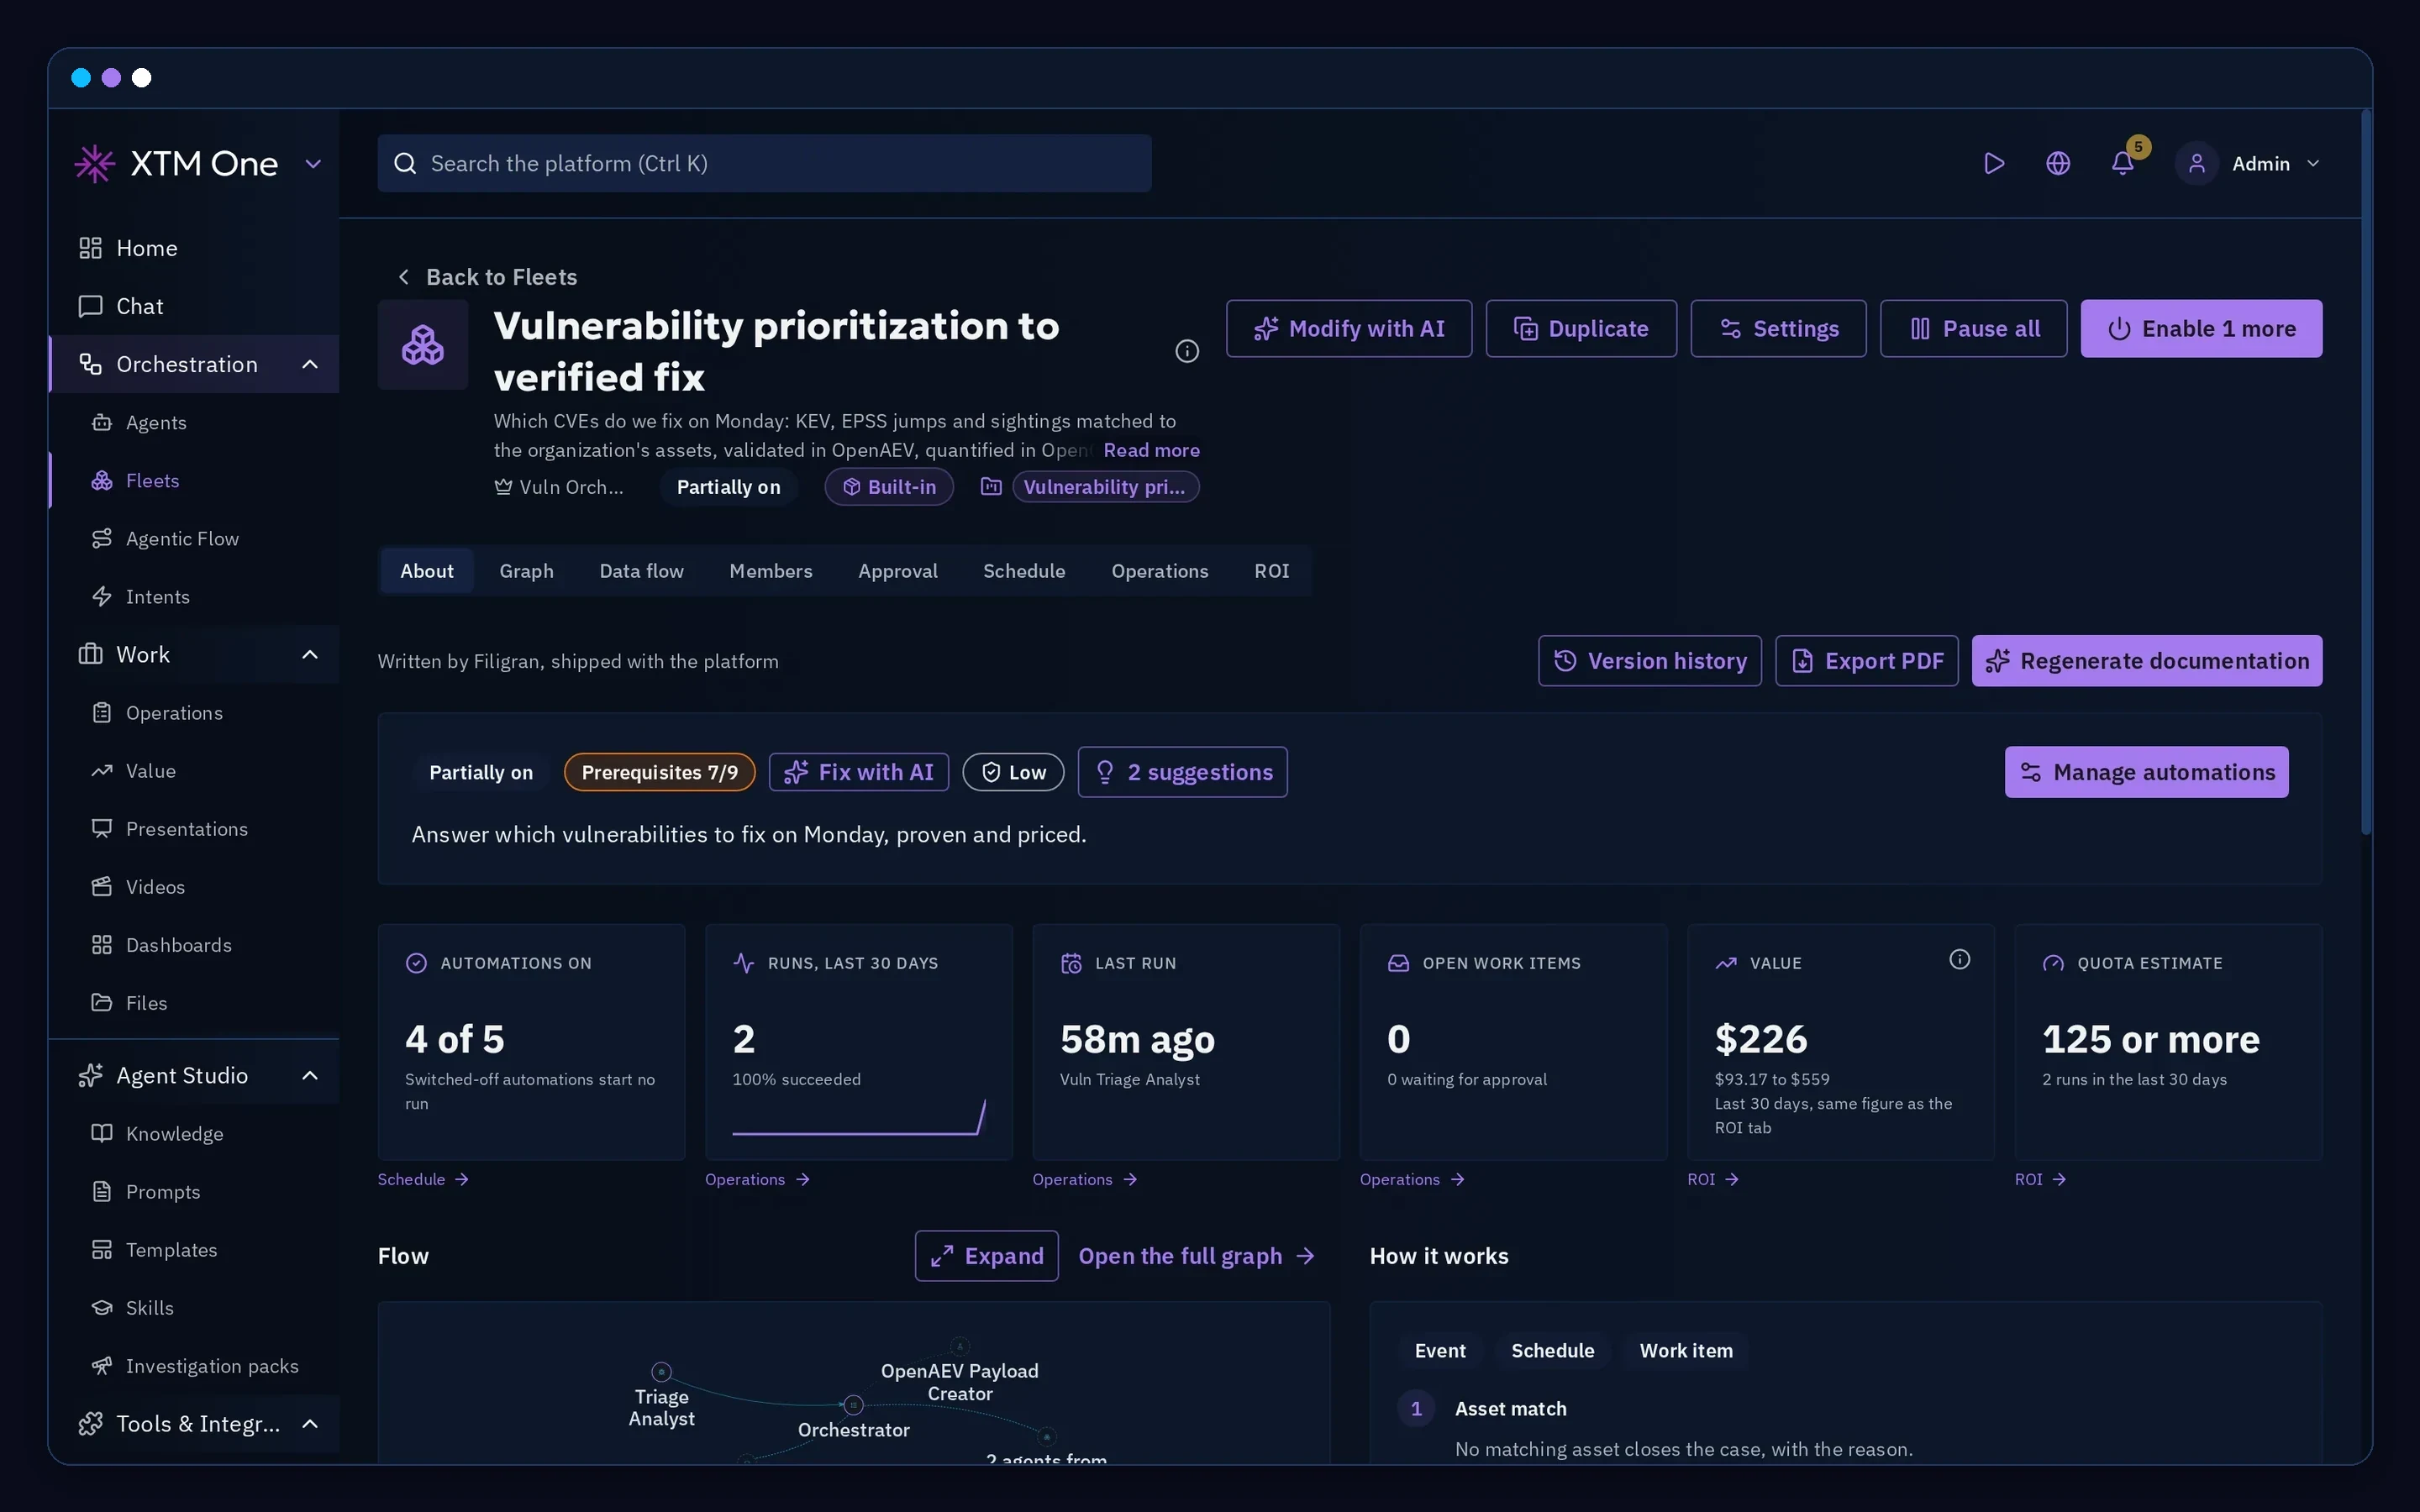 XTM One
Search the platform (Ctrl K)
5
Admin
Home
Chat
Orchestration
Agents
Fleets
Agentic Flow
Intents
Work
Operations
Value
Presentations
Videos
Dashboards
Files
Agent Studio
Knowledge
Prompts
Templates
Skills
Investigation packs
Tools & Integr...
Back to Fleets
Vulnerability prioritization to
verified fix
Modify with AI
Duplicate
Settings
Pause all
Enable 1 more
Which CVEs do we fix on Monday: KEV, EPSS jumps and sightings matched to
the organization's assets, validated in OpenAEV, quantified in Open Read more
Vuln Orch...
Partially on
Built-in
Vulnerability pri...
About
Graph
Data flow
Members
Approval
Schedule
Operations
ROI
Written by Filigran, shipped with the platform
Version history
Export PDF
Regenerate documentation
Partially on
Prerequisites 7/9
Fix with AI
Low
2 suggestions
Manage automations
Answer which vulnerabilities to fix on Monday, proven and priced.
AUTOMATIONS ON
4 of 5
Switched-off automations start no
run
Schedule
RUNS, LAST 30 DAYS
2
100% succeeded
Operations
LAST RUN
58m ago
Vuln Triage Analyst
Operations
OPEN WORK ITEMS
0
0 waiting for approval
Operations
VALUE
$226
$93.17 to $559
Last 30 days, same figure as the
ROI tab
ROI
QUOTA ESTIMATE
125 or more
2 runs in the last 30 days
ROI
Flow
Expand
Open the full graph
Triage
Analyst
OpenAEV Payload
Creator
Orchestrator
2 agents from
How it works
Event
Schedule
Work item
1
Asset match
No matching asset closes the case, with the reason.